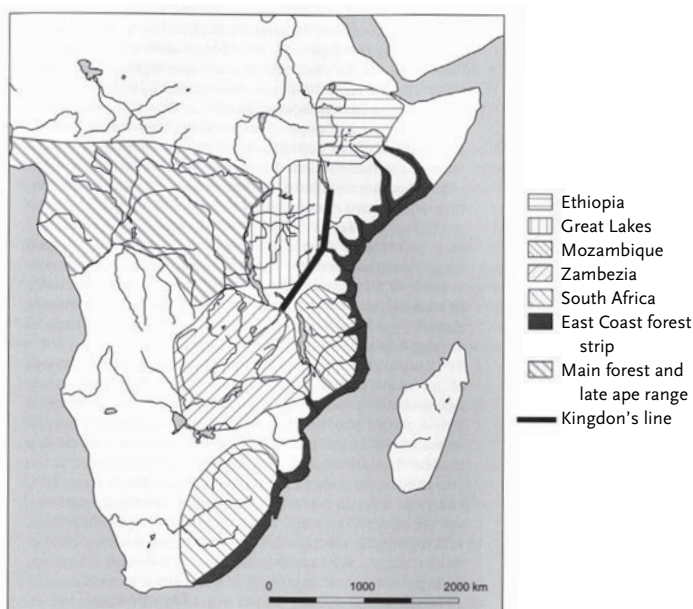 Ethiopia
Great Lakes
Mozambique
Zambezia
South Africa
East Coast forest
strip
Main forest and
late ape range
Kingdon’s line
0 1000 2000 km